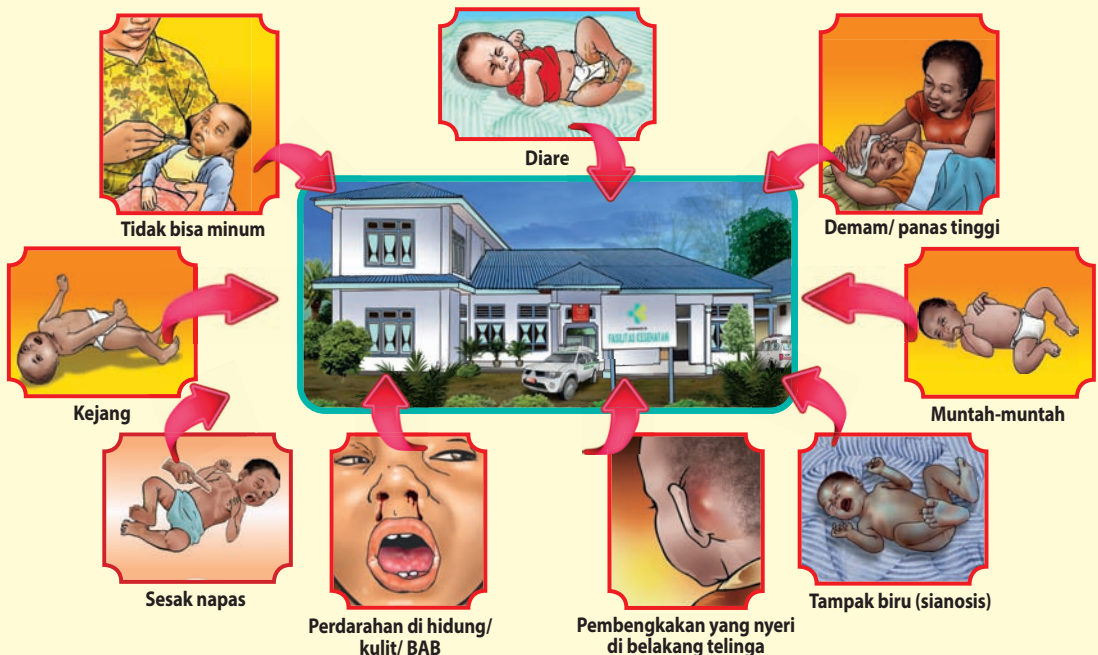 Diare
Tidak bisa minum
Demam/ panas tinggi
FASILITAS KESEHATAN
Kejang
Muntah-muntah
Sesak napas
Perdarahan di hidung/
kulit/ BAB
Pembengkakan yang nyeri
di belakang telinga
Tampak biru (sianosis)